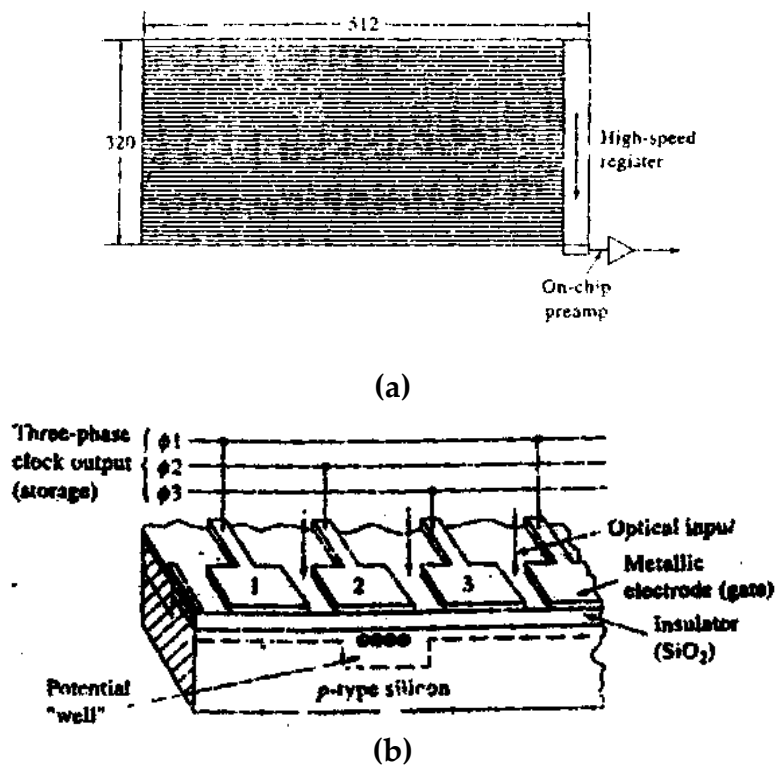 512
320
High-speed
register
On-chip
preamp
(a)
Three-phase
clock output
(storage)
ϕ1
ϕ2
ϕ3
Optical input
1
2
3
Metallic
electrode (gate)
Insulator
(SiO₂)
Potential
"well"
p-type silicon
(b)